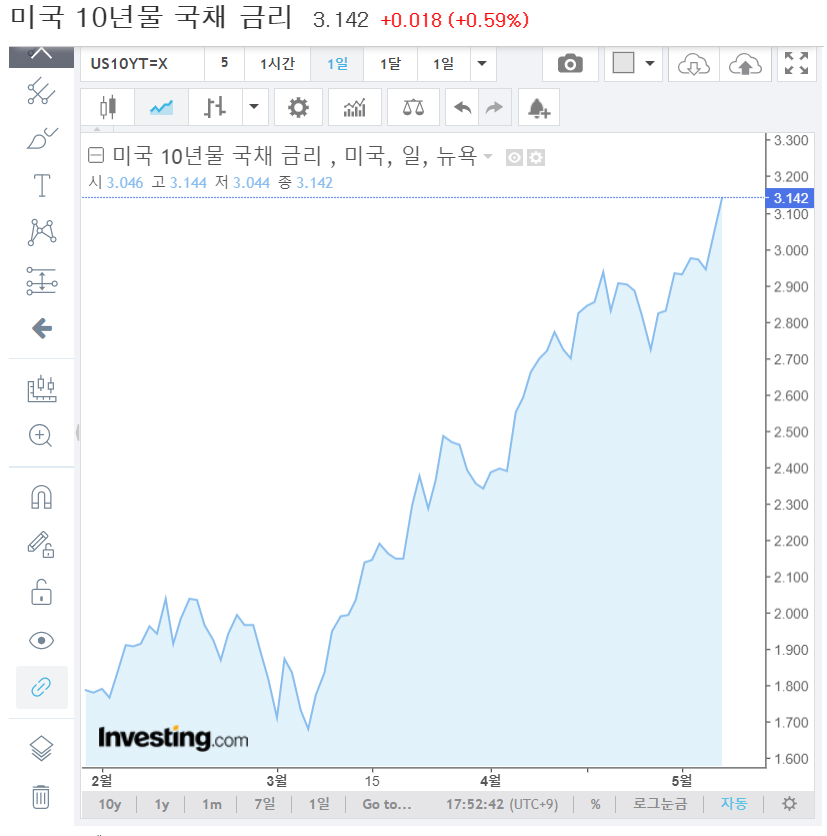 미국 10년물 국채 금리 3.142 +0.018 (+0.59%)
US10YT=X 5 1시간 1일 1달 1일
미국 10년물 국채 금리 , 미국, 일, 뉴욕
시 3.046 고 3.144 저 3.044 종 3.142
3.300
3.200
3.142
3.100
3.000
2.900
2.800
2.700
2.600
2.500
2.400
2.300
2.200
2.100
2.000
1.900
1.800
1.700
1.600
Investing.com
2월 3월 15 4월 5월
10y 1y 1m 7일 1일 Go to... 17:52:42 (UTC+9) % 로그눈금 자동